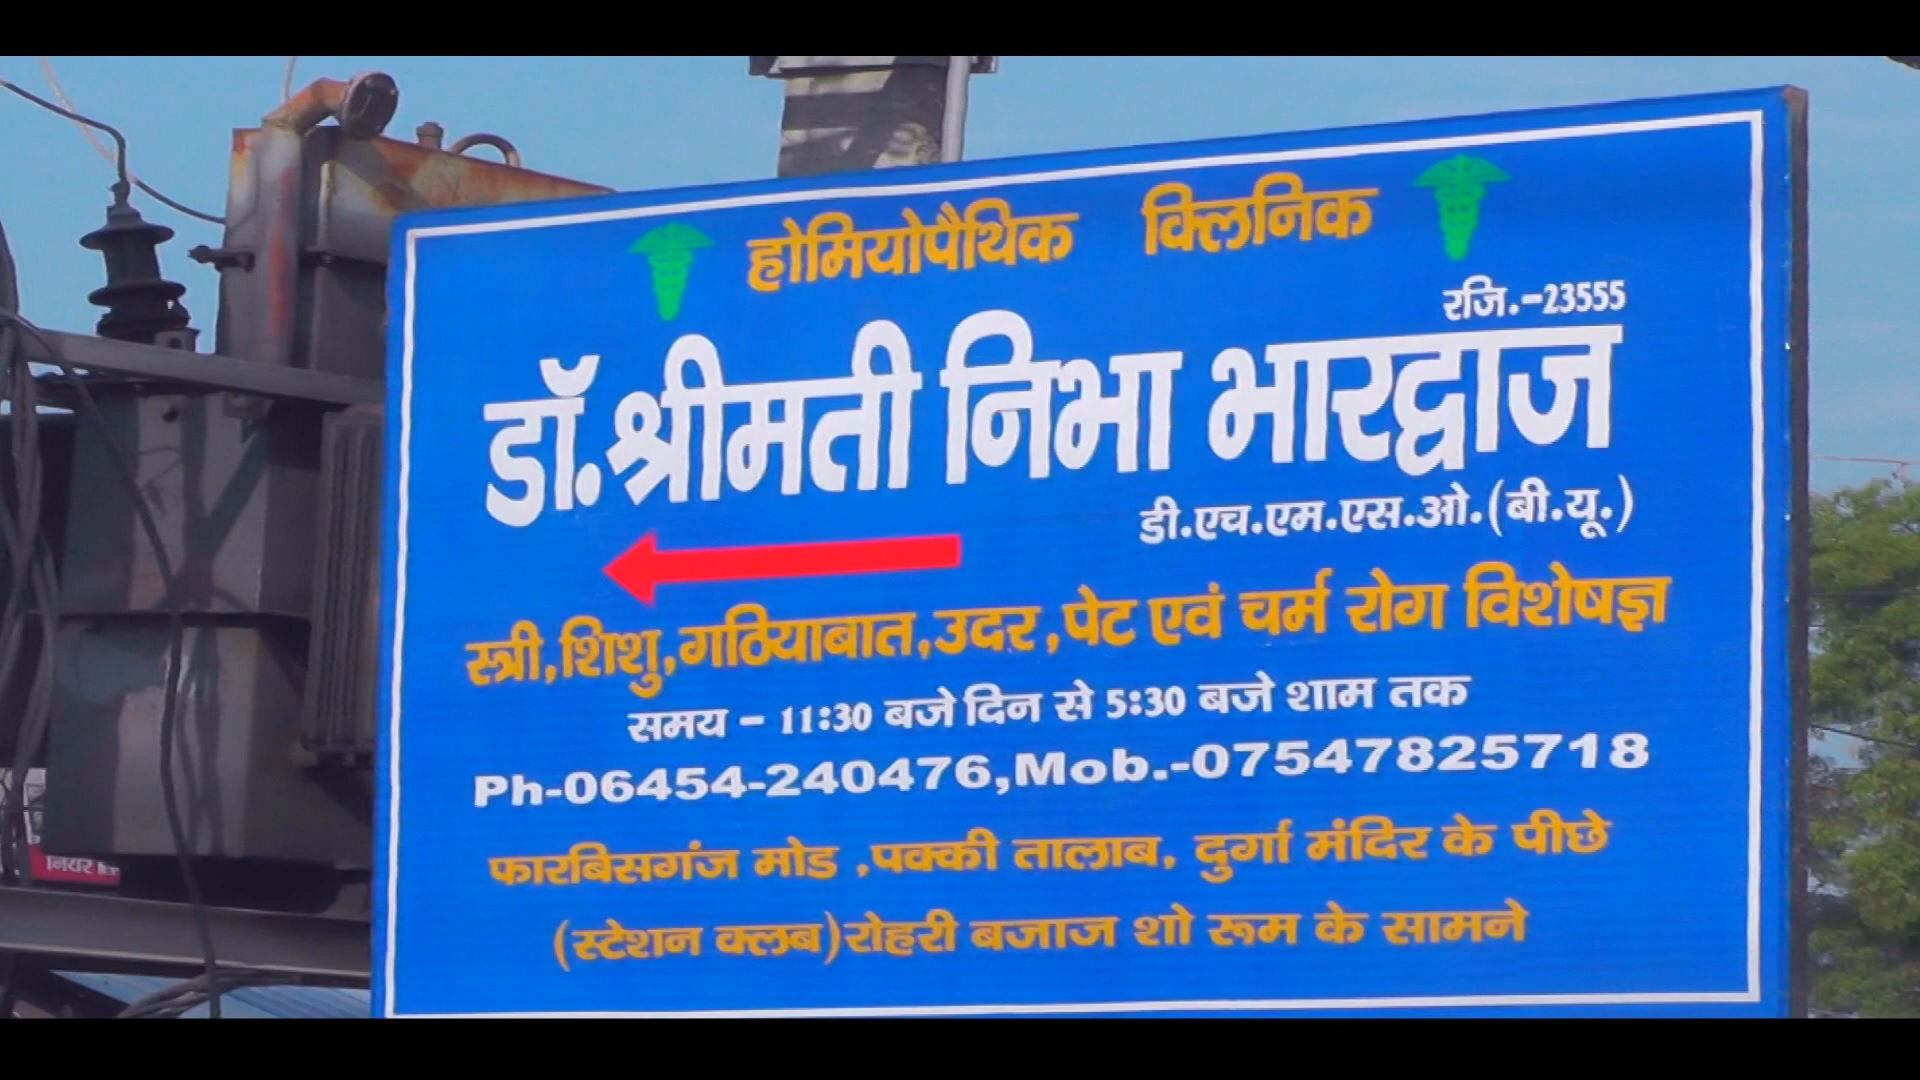 होमियोपैथिक क्लिनिक
रजि.-23555
डॉ.श्रीमती निभा भारद्वाज
डी.एच.एम.एस.ओ.(बी.यू.)
स्त्री,शिशु,गठियाबात,उदर,पेट एवं चर्म रोग विशेषज्ञ
समय - 11:30 बजे दिन से 5:30 बजे शाम तक
Ph-06454-240476,Mob.-07547825718
फारबिसगंज मोड ,पक्की तालाब, दुर्गा मंदिर के पीछे
(स्टेशन क्लब)रोहरी बजाज शो रूम के सामने
नियर